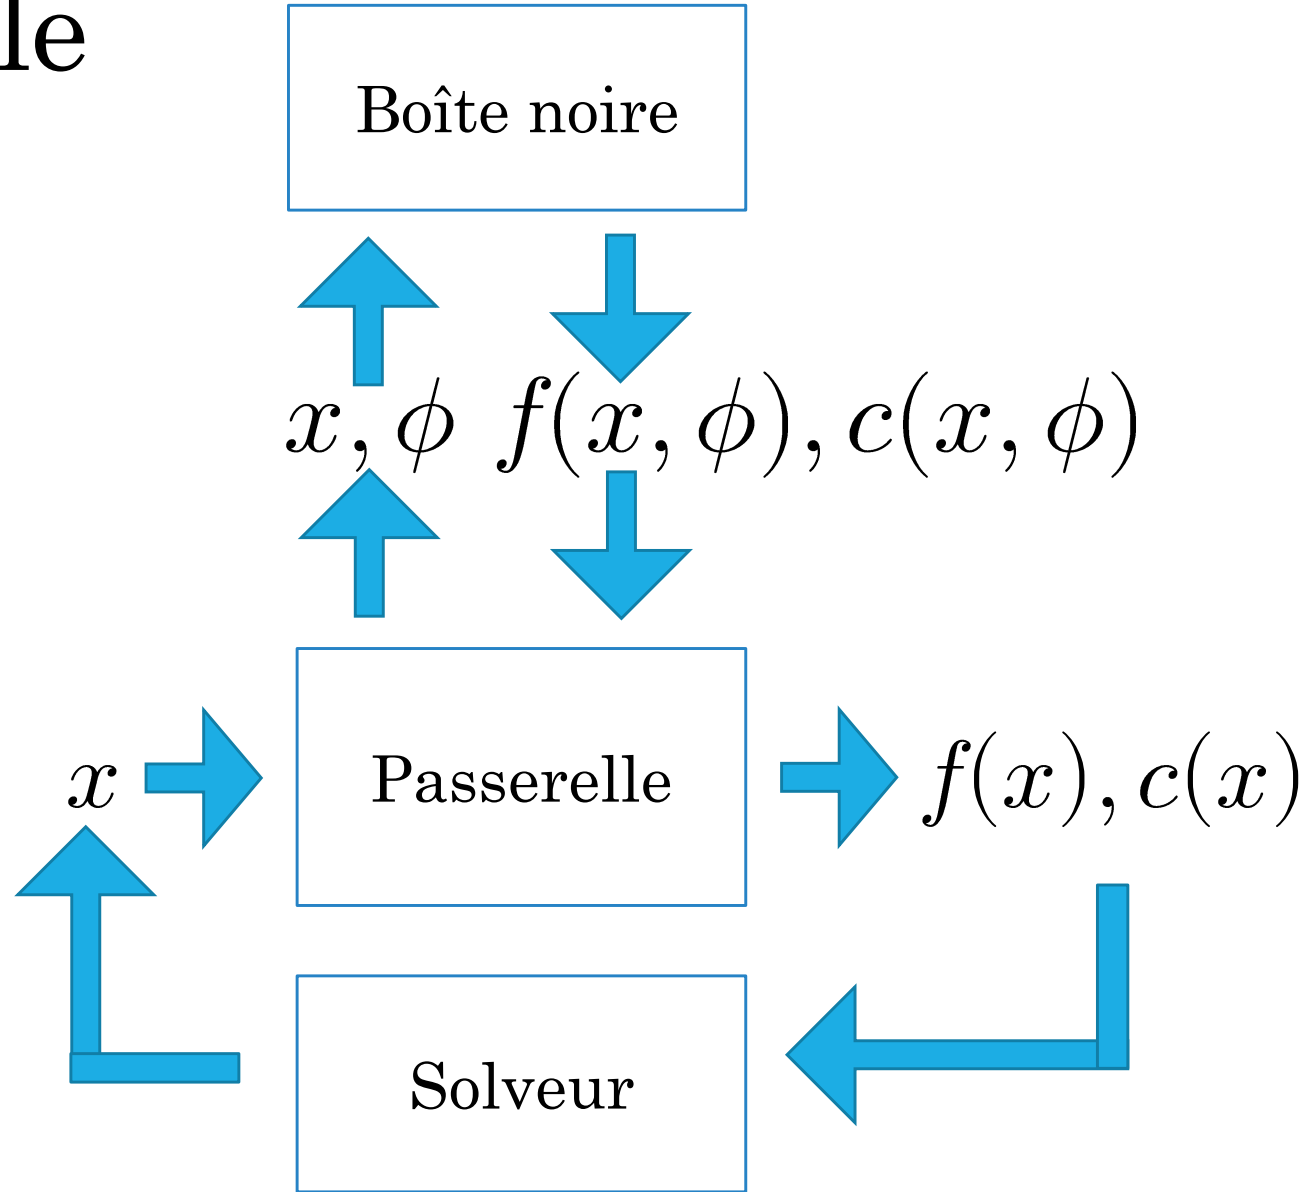 le
Boîte noire
x, ϕ f(x, ϕ), c(x, ϕ)
x Passerelle f(x), c(x)
Solveur